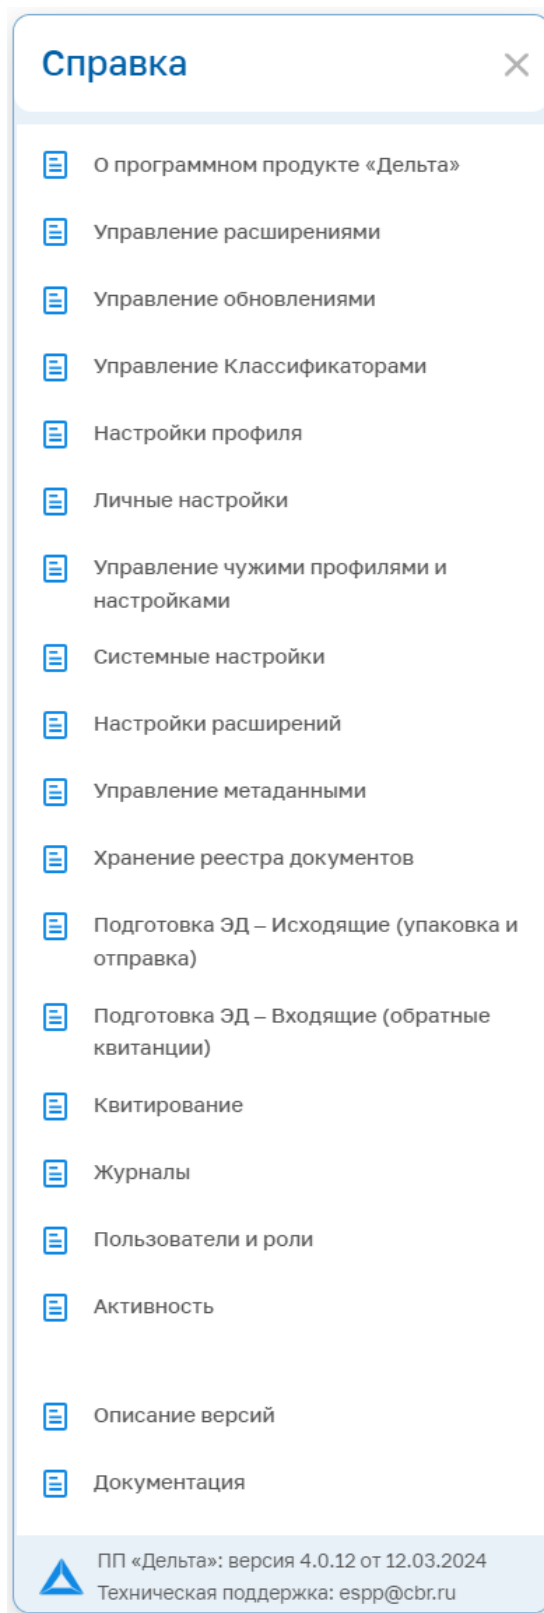 Справка
О программном продукте «Дельта»
Управление расширениями
Управление обновлениями
Управление Классификаторами
Настройки профиля
Личные настройки
Управление чужими профилями и
настройками
Системные настройки
Настройки расширений
Управление метаданными
Хранение реестра документов
Подготовка ЭД – Исходящие (упаковка и
отправка)
Подготовка ЭД – Входящие (обратные
квитанции)
Квитирование
Журналы
Пользователи и роли
Активность
Описание версий
Документация
ПП «Дельта»: версия 4.0.12 от 12.03.2024
Техническая поддержка: espp@cbr.ru